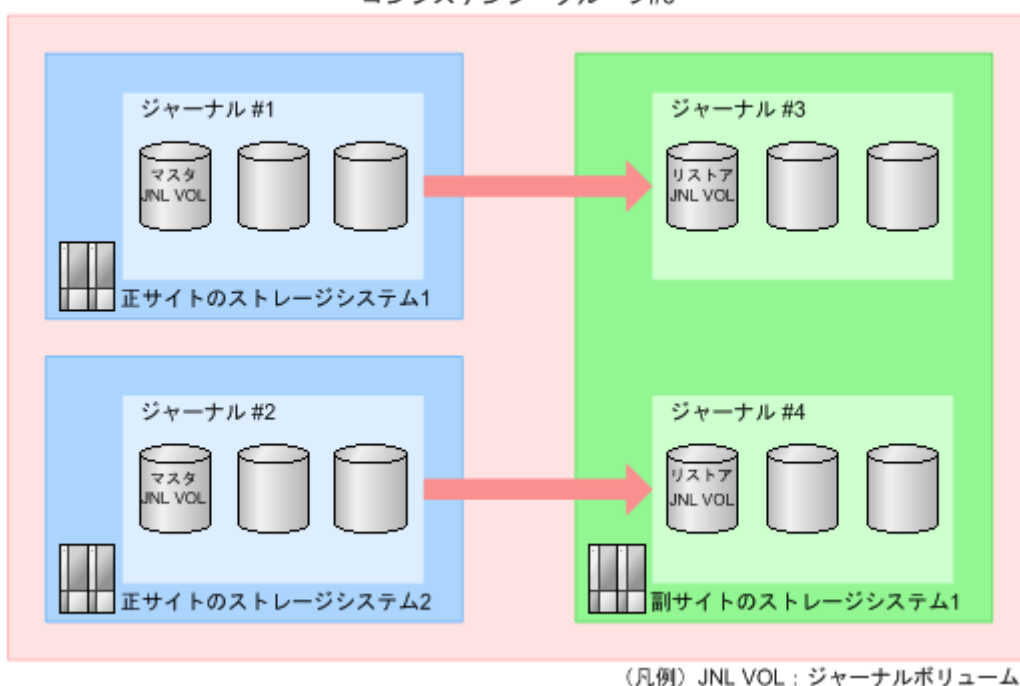 ジャーナル #1
マスタ
JNL VOL
正サイトのストレージシステム1
ジャーナル #3
リストア
JNL VOL
ジャーナル #2
マスタ
JNL VOL
正サイトのストレージシステム2
ジャーナル #4
リストア
JNL VOL
副サイトのストレージシステム1
(凡例) JNL VOL:ジャーナルボリューム